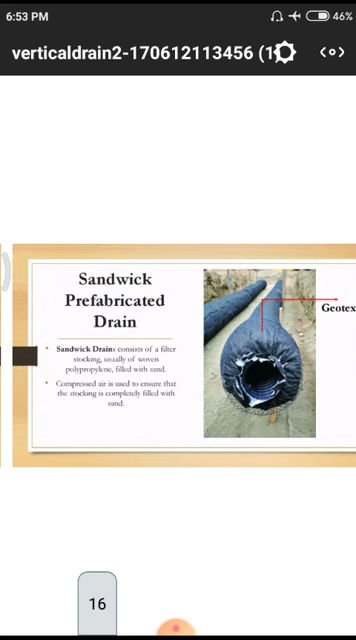 6:53 PM
46%
verticaldrain2-170612113456 (1
Sandwick
Prefabricated
Drain
Geotex
• Sandwick Drains consists of a filter
stocking, usually of woven
polypropylene, filled with sand.
• Compressed air is used to ensure that
the stocking is completely filled with
sand.
16